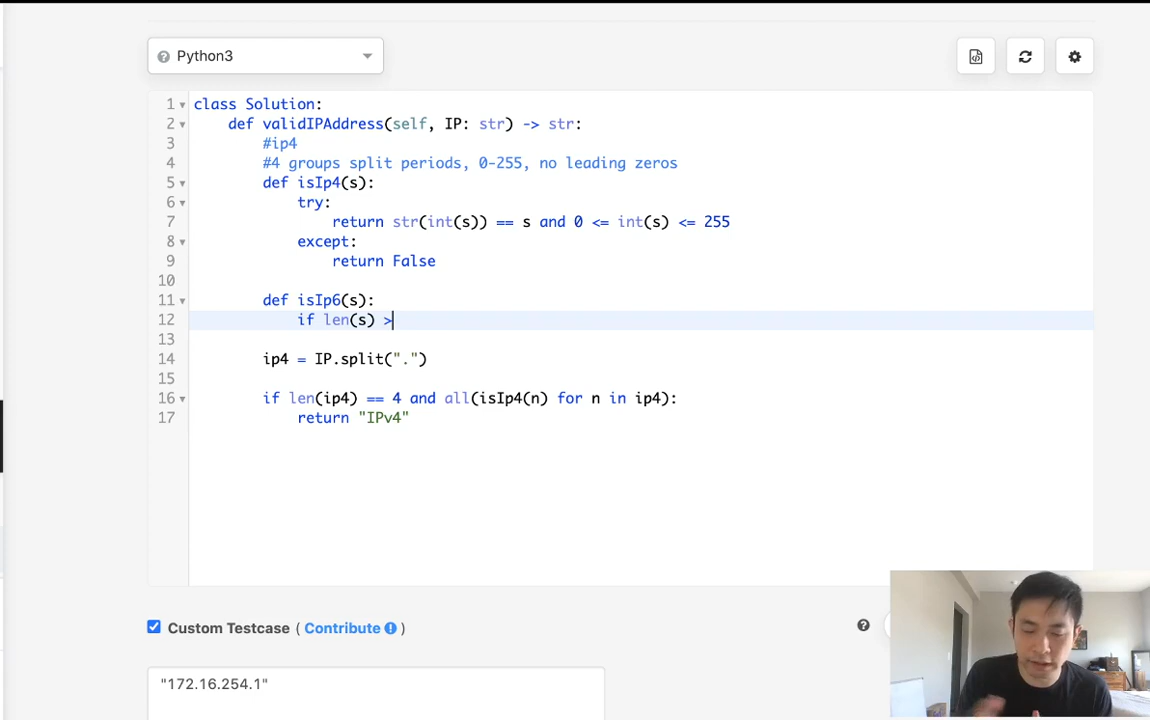 Python3
1 class Solution:
2 def validIPAddress(self, IP: str) -> str:
3 #ip4
4 #4 groups split periods, 0-255, no leading zeros
5 def isIp4(s):
6 try:
7 return str(int(s)) == s and 0 <= int(s) <= 255
8 except:
9 return False
10
11 def isIp6(s):
12 if len(s) >
13
14 ip4 = IP.split(".")
15
16 if len(ip4) == 4 and all(isIp4(n) for n in ip4):
17 return "IPv4"
Custom Testcase ( Contribute )
"172.16.254.1"